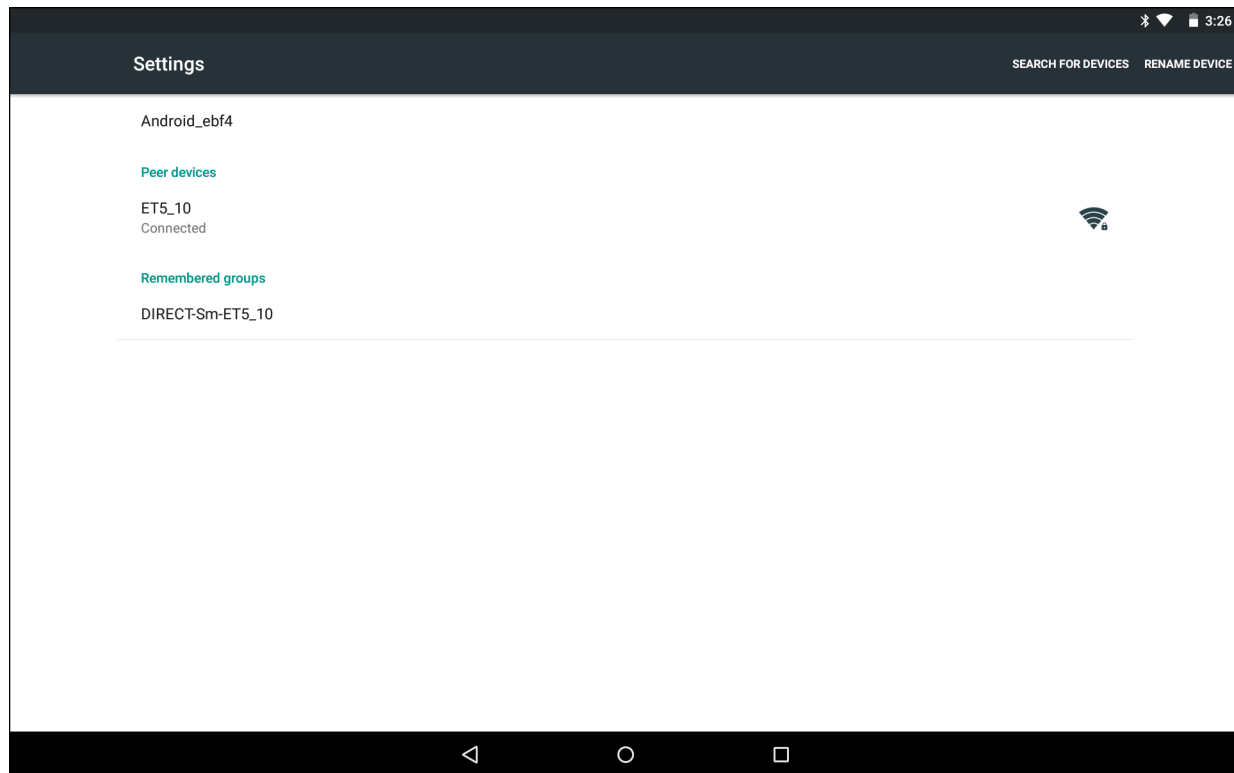 3:26
Settings
SEARCH FOR DEVICES RENAME DEVICE
Android_ebf4
Peer devices
ET5_10
Connected
Remembered groups
DIRECT-Sm-ET5_10